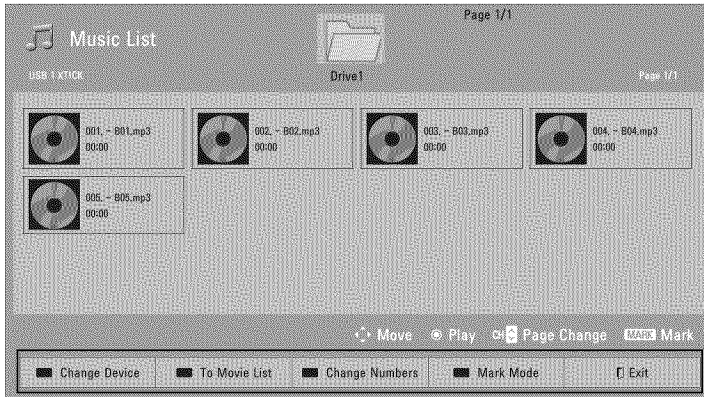 Page 1/1
Music List
USB 1 XTICK
Drive1
Page 1/1
001. - B01.mp3
00:00
002. - B02.mp3
00:00
003. - B03.mp3
00:00
004. - B04.mp3
00:00
005. - B05.mp3
00:00
Move
Play
CH Page Change
MARK Mark
Change Device
To Movie List
Change Numbers
Mark Mode
Exit